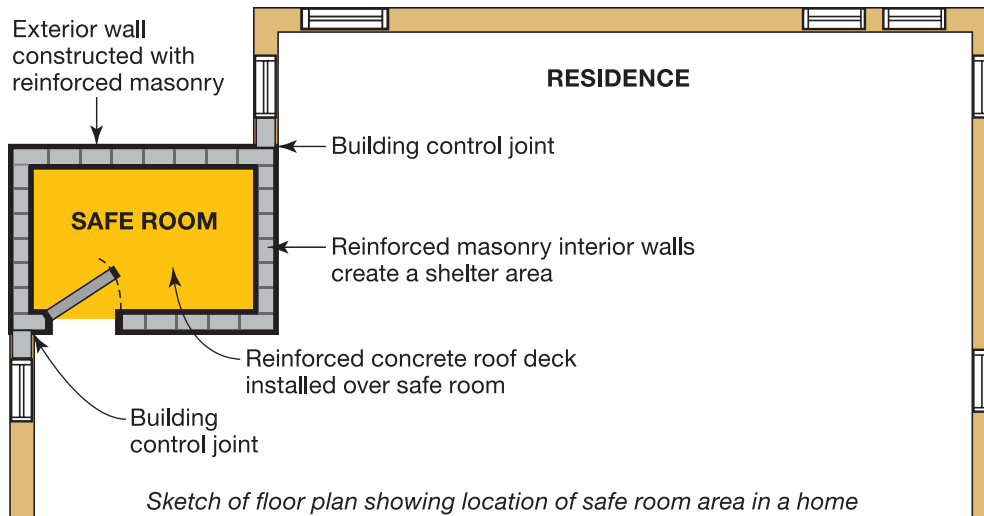 Exterior wall
constructed with
reinforced masonry
RESIDENCE
Building control joint
SAFE ROOM
Reinforced masonry interior walls
create a shelter area
Reinforced concrete roof deck
installed over safe room
Building
control joint
Sketch of floor plan showing location of safe room area in a home